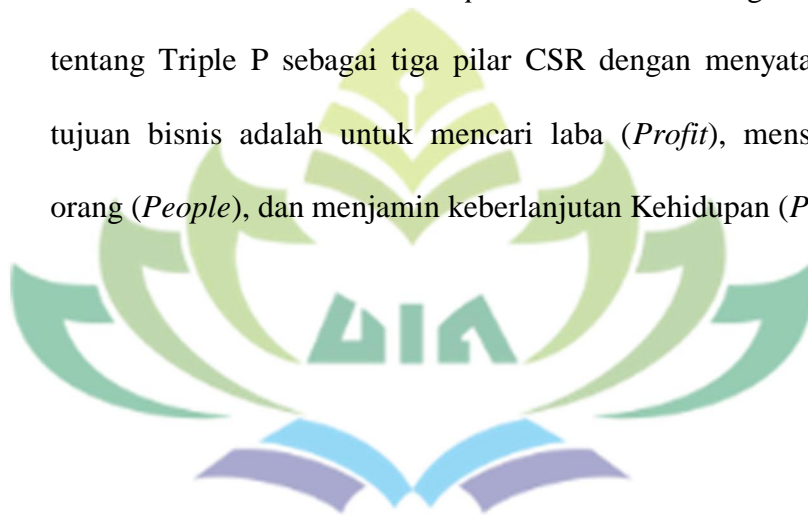 tentang Triple P sebagai tiga pilar CSR dengan menyata
tujuan bisnis adalah untuk mencari laba (Profit), mens
orang (People), dan menjamin keberlanjutan Kehidupan (P
UIN